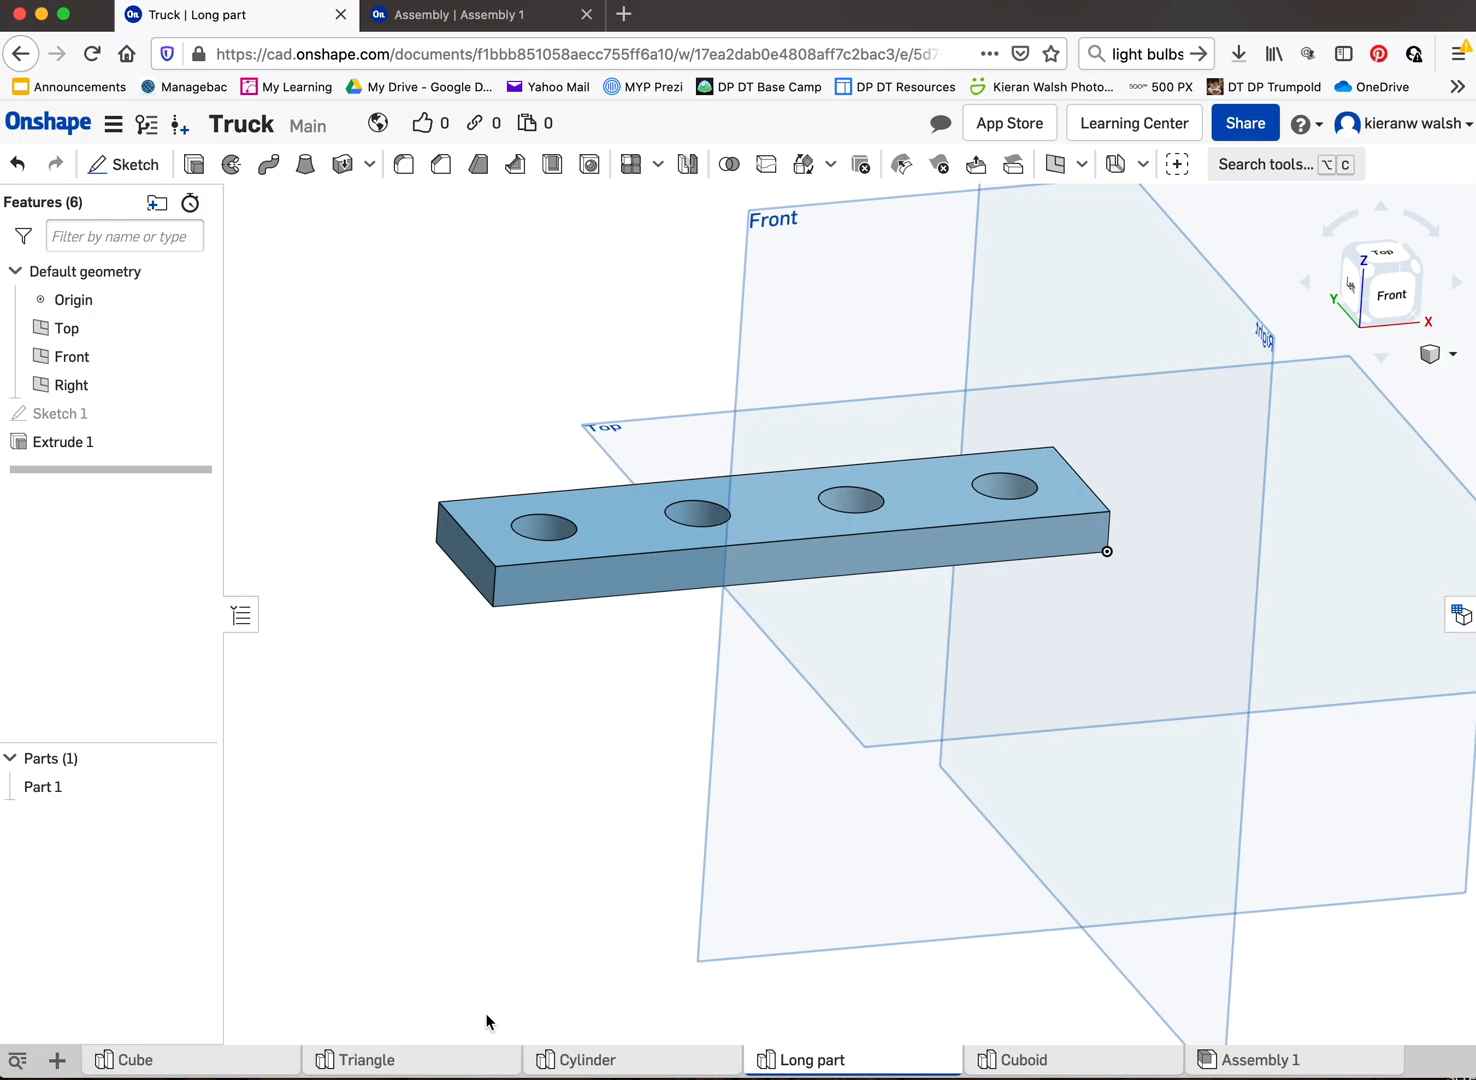 Truck | Long part
Assembly | Assembly 1
https://cad.onshape.com/documents/f1bbb851058aecc755ff6a10/w/17ea2dab0e4808aff7c2bac3/e/5d7
light bulbs
Announcements
Managebac
My Learning
My Drive - Google D...
Yahoo Mail
MYP Prezi
DP DT Base Camp
DP DT Resources
Kieran Walsh Photo...
500 PX
DT DP Trumpold
OneDrive
Onshape
Truck Main
0
0
0
App Store
Learning Center
Share
kieranw walsh
Sketch
Search tools... ⌥ C
Features (6)
Filter by name or type
Default geometry
Origin
Top
Front
Right
Sketch 1
Extrude 1
Parts (1)
Part 1
Front
Top
Right
Top
Z
Left
Front
Y
X
Cube
Triangle
Cylinder
Long part
Cuboid
Assembly 1